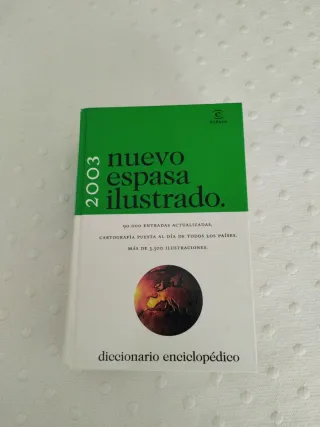 ESPASA
2003
nuevo
espasa
ilustrado.
90.000 ENTRADAS ACTUALIZADAS.
CARTOGRAFÍA PUESTA AL DÍA DE TODOS LOS PAÍSES.
MÁS DE 3.500 ILUSTRACIONES.
diccionario enciclopédico